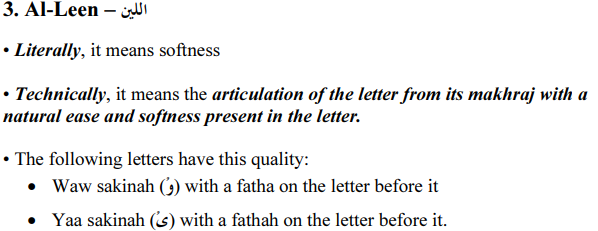 3. Al-Leen – اللين
• Literally, it means softness
• Technically, it means the articulation of the letter from its makhraj with a
natural ease and softness present in the letter.
• The following letters have this quality:
• Waw sakinah (وْ) with a fatha on the letter before it
• Yaa sakinah (ىْ) with a fathah on the letter before it.